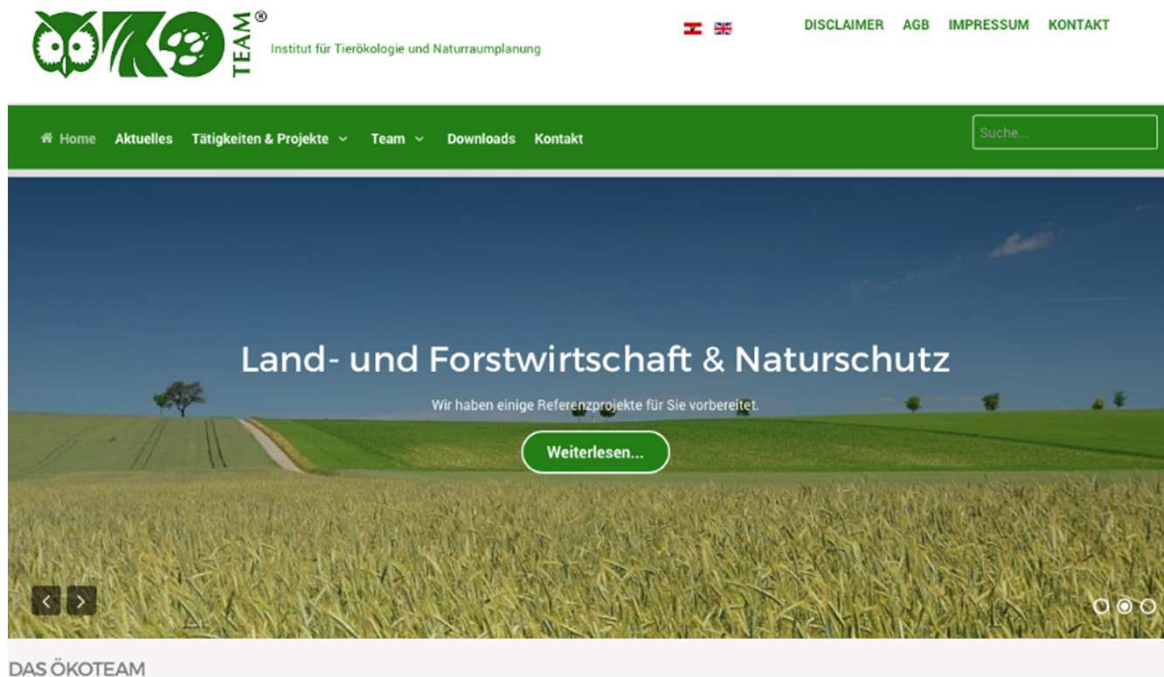 ÖKO TEAM®
Institut für Tierökologie und Naturraumplanung
DISCLAIMER AGB IMPRESSUM KONTAKT
Home Aktuelles Tätigkeiten & Projekte Team Downloads Kontakt
Suche...
Land- und Forstwirtschaft & Naturschutz
Wir haben einige Referenzprojekte für Sie vorbereitet.
Weiterlesen...
DAS ÖKOTEAM